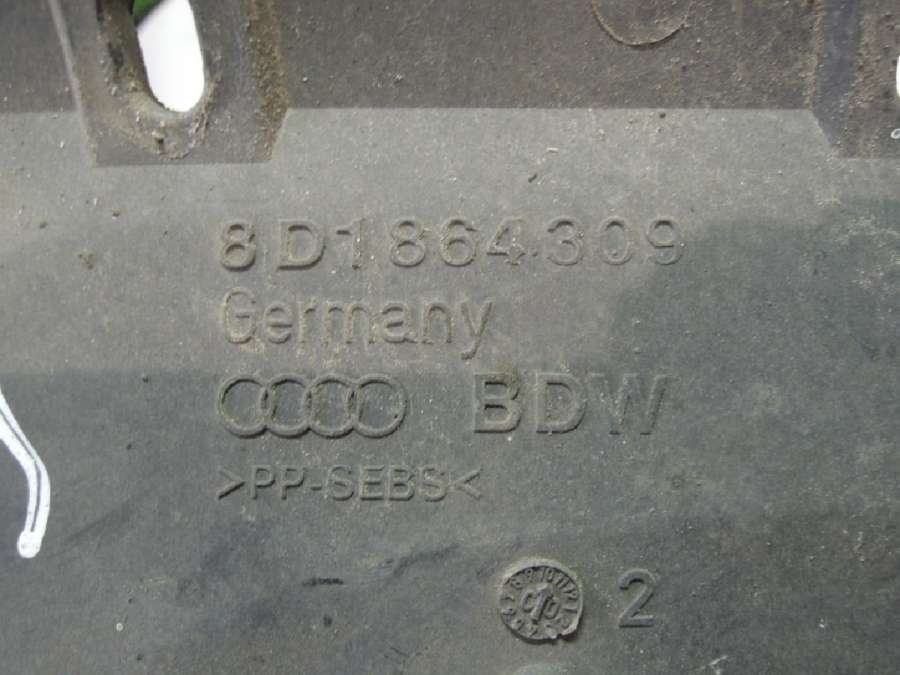 8D1864309
Germany
BDW
>PP-SEBS<
2